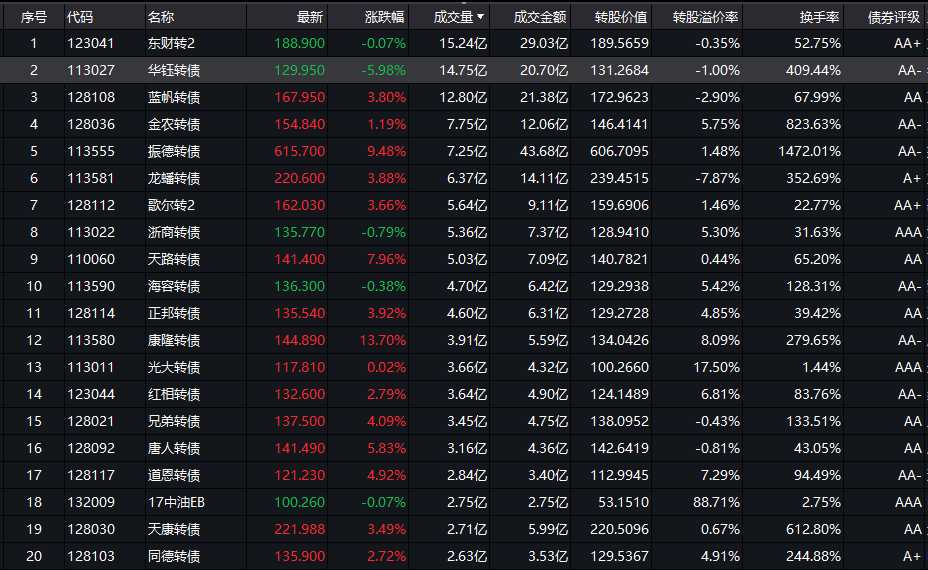 序号 代码 名称 最新 涨跌幅 成交量 成交金额 转股价值 转股溢价率 换手率 债券评级
1 123041 东财转2 188.900 -0.07% 15.24亿 29.03亿 189.5659 -0.35% 52.75% AA+
2 113027 华钰转债 129.950 -5.98% 14.75亿 20.70亿 131.2684 -1.00% 409.44% AA-
3 128108 蓝帆转债 167.950 3.80% 12.80亿 21.38亿 172.9623 -2.90% 67.99% AA
4 128036 金农转债 154.840 1.19% 7.75亿 12.06亿 146.4141 5.75% 823.63% AA-
5 113555 振德转债 615.700 9.48% 7.25亿 43.68亿 606.7095 1.48% 1472.01% AA-
6 113581 龙蟠转债 220.600 3.88% 6.37亿 14.11亿 239.4515 -7.87% 352.69% A+
7 128112 歌尔转2 162.030 3.66% 5.64亿 9.11亿 159.6906 1.46% 22.77% AA+
8 113022 浙商转债 135.770 -0.79% 5.36亿 7.37亿 128.9410 5.30% 31.63% AAA
9 110060 天路转债 141.400 7.96% 5.03亿 7.09亿 140.7821 0.44% 65.20% AA
10 113590 海容转债 136.300 -0.38% 4.70亿 6.42亿 129.2938 5.42% 128.31% AA-
11 128114 正邦转债 135.540 3.92% 4.60亿 6.31亿 129.2728 4.85% 39.42% AA
12 113580 康隆转债 144.890 13.70% 3.91亿 5.59亿 134.0426 8.09% 279.65% AA-
13 113011 光大转债 117.810 0.02% 3.66亿 4.32亿 100.2660 17.50% 1.44% AAA
14 123044 红相转债 132.600 2.79% 3.64亿 4.90亿 124.1489 6.81% 83.76% AA-
15 128021 兄弟转债 137.500 4.09% 3.45亿 4.75亿 138.0952 -0.43% 133.51% AA
16 128092 唐人转债 141.490 5.83% 3.16亿 4.36亿 142.6419 -0.81% 43.05% AA
17 128117 道恩转债 121.230 4.92% 2.84亿 3.40亿 112.9945 7.29% 94.49% AA-
18 132009 17中油EB 100.260 -0.07% 2.75亿 2.75亿 53.1510 88.71% 2.75% AAA
19 128030 天康转债 221.988 3.49% 2.71亿 5.99亿 220.5096 0.67% 612.80% AA
20 128103 同德转债 135.900 2.72% 2.63亿 3.53亿 129.5367 4.91% 244.88% A+